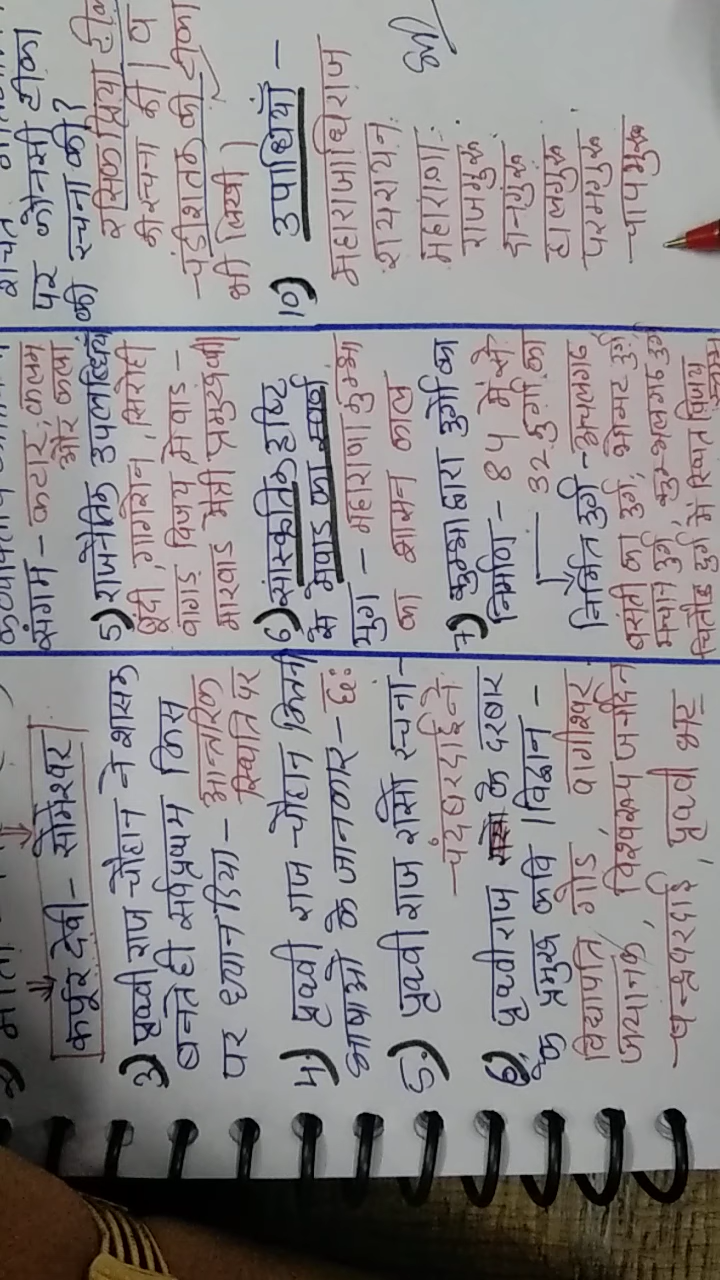 माता
कर्पूर देवी - सोमेश्वर
3) पृथ्वी राज चौहान ने शासक
बनते ही सर्वप्रथम किस
पर ध्यान दिया - आन्तरिक
स्थिति पर
4) पृथ्वी राज चौहान कितनी
भाषाओ के जानकार - छः
5) पृथ्वी राज रासो रचना -
चंदबरदाई ने
6) पृथ्वीराज के दरबार
के प्रमुख कवि / विद्वान -
विद्यापति गौड, वागीश्वर
जयानक, विश्वरूप जनार्दन
चन्दबरदाई, पृथ्वी भट्ट
संगम - कटार, कलम
और कला
5) राजनैतिक उपलब्धियाँ
बूंदी, गागरोन, सिरोही
वागड विजय मेवाड -
मारवाड मैत्री प्रमुख थी
6) सांस्कृतिक दृष्टि
से मेवाड का स्वर्ण
युग - महाराणा कुम्भा
का शासन काल
7) कुम्भा द्वारा दुर्गो का
निर्माण - 84 में से
32 दुर्गो का
निर्मित दुर्ग - अचलगढ
बसंती का दुर्ग, भोमट दुर्ग
मचान दुर्ग, कुम्भलगढ दुर्ग
चितौड दुर्ग मे स्थित विजय
पर कौनसी टीका
की रचना की?
रसिक प्रिया टीका
की रचना की। व
चंडीशतक की टीका
भी लिखी)
10) उपाधियाँ -
महाराजाधिराज
रायरायन
महाराणा
राजगुरु
दानगुरु
हालगुरु
परमगुरु
चापगुरु